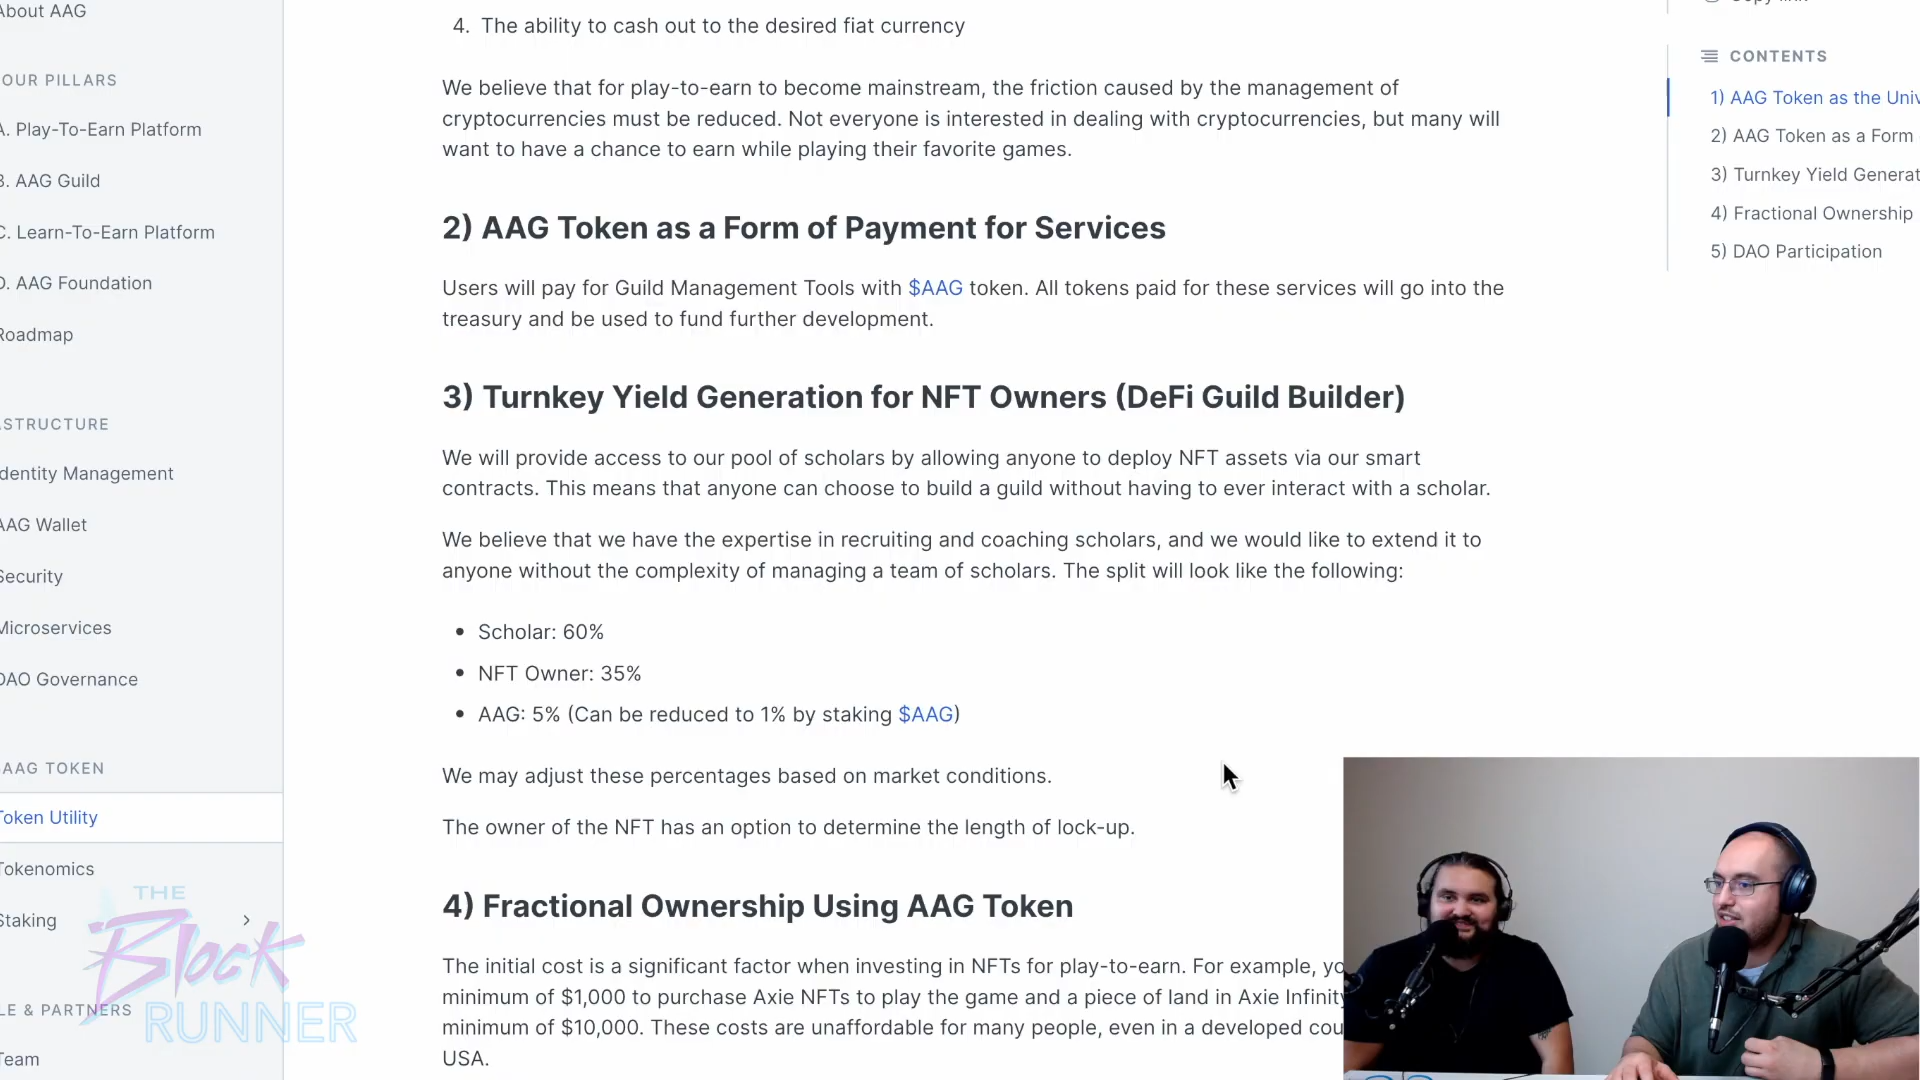 About AAG
OUR PILLARS
A. Play-To-Earn Platform
B. AAG Guild
C. Learn-To-Earn Platform
D. AAG Foundation
Roadmap
ASTRUCTURE
dentity Management
AAG Wallet
Security
Microservices
DAO Governance
AAG TOKEN
Token Utility
Tokenomics
Staking
LE & PARTNERS
Team
4. The ability to cash out to the desired fiat currency
We believe that for play-to-earn to become mainstream, the friction caused by the management of
cryptocurrencies must be reduced. Not everyone is interested in dealing with cryptocurrencies, but many will
want to have a chance to earn while playing their favorite games.
2) AAG Token as a Form of Payment for Services
Users will pay for Guild Management Tools with $AAG token. All tokens paid for these services will go into the
treasury and be used to fund further development.
3) Turnkey Yield Generation for NFT Owners (DeFi Guild Builder)
We will provide access to our pool of scholars by allowing anyone to deploy NFT assets via our smart
contracts. This means that anyone can choose to build a guild without having to ever interact with a scholar.
We believe that we have the expertise in recruiting and coaching scholars, and we would like to extend it to
anyone without the complexity of managing a team of scholars. The split will look like the following:
• Scholar: 60%
• NFT Owner: 35%
• AAG: 5% (Can be reduced to 1% by staking $AAG)
We may adjust these percentages based on market conditions.
The owner of the NFT has an option to determine the length of lock-up.
4) Fractional Ownership Using AAG Token
The initial cost is a significant factor when investing in NFTs for play-to-earn. For example, yo
minimum of $1,000 to purchase Axie NFTs to play the game and a piece of land in Axie Infinity
minimum of $10,000. These costs are unaffordable for many people, even in a developed cou
USA.
Copy link
CONTENTS
1) AAG Token as the Univ
2) AAG Token as a Form
3) Turnkey Yield Generat
4) Fractional Ownership
5) DAO Participation
THE
Block
RUNNER